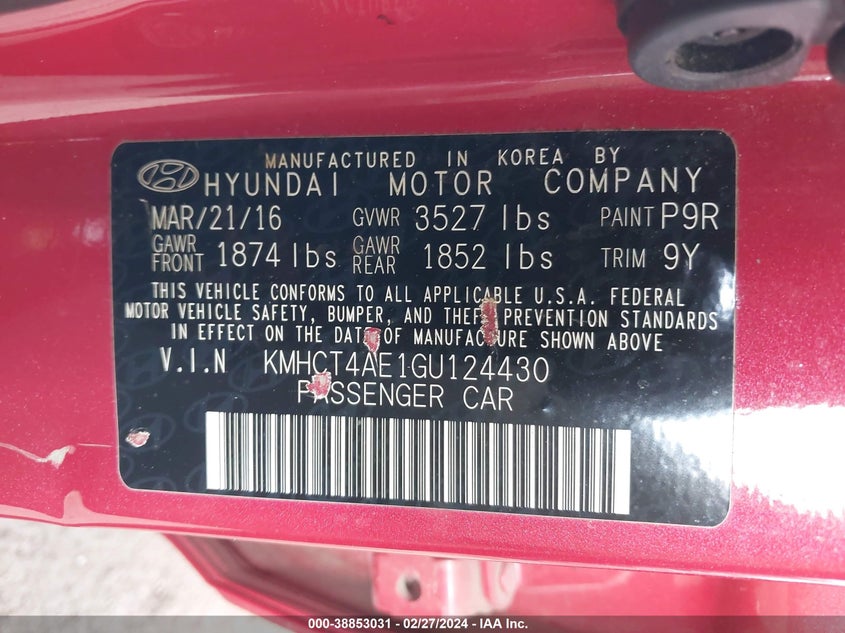 MANUFACTURED IN KOREA BY
HYUNDAI MOTOR COMPANY
MAR/21/16 GVWR 3527 lbs PAINT P9R
GAWR FRONT 1874 lbs GAWR REAR 1852 lbs TRIM 9Y
THIS VEHICLE CONFORMS TO ALL APPLICABLE U.S.A. FEDERAL
MOTOR VEHICLE SAFETY, BUMPER, AND THEFT PREVENTION STANDARDS
IN EFFECT ON THE DATE OF MANUFACTURE SHOWN ABOVE
V.I.N KMHCT4AE1GU124430
PASSENGER CAR
000-38853031 - 02/27/2024 - IAA Inc.